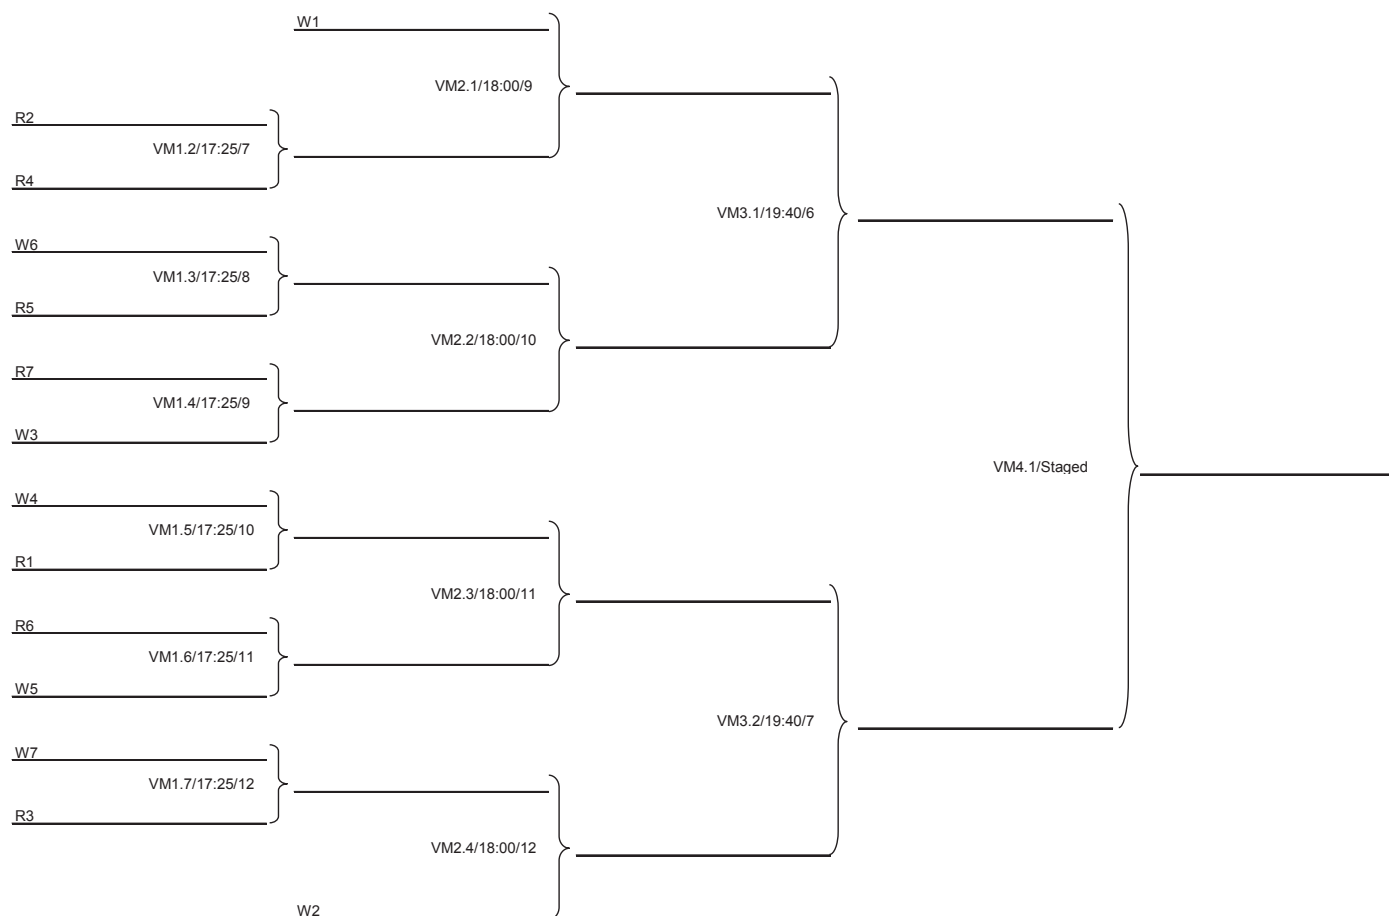 W1
VM2.1/18:00/9
R2
VM1.2/17:25/7
R4
VM3.1/19:40/6
W6
VM1.3/17:25/8
R5
VM2.2/18:00/10
R7
VM1.4/17:25/9
W3
VM4.1/Staged
W4
VM1.5/17:25/10
R1
VM2.3/18:00/11
R6
VM1.6/17:25/11
W5
VM3.2/19:40/7
W7
VM1.7/17:25/12
R3
VM2.4/18:00/12
W2